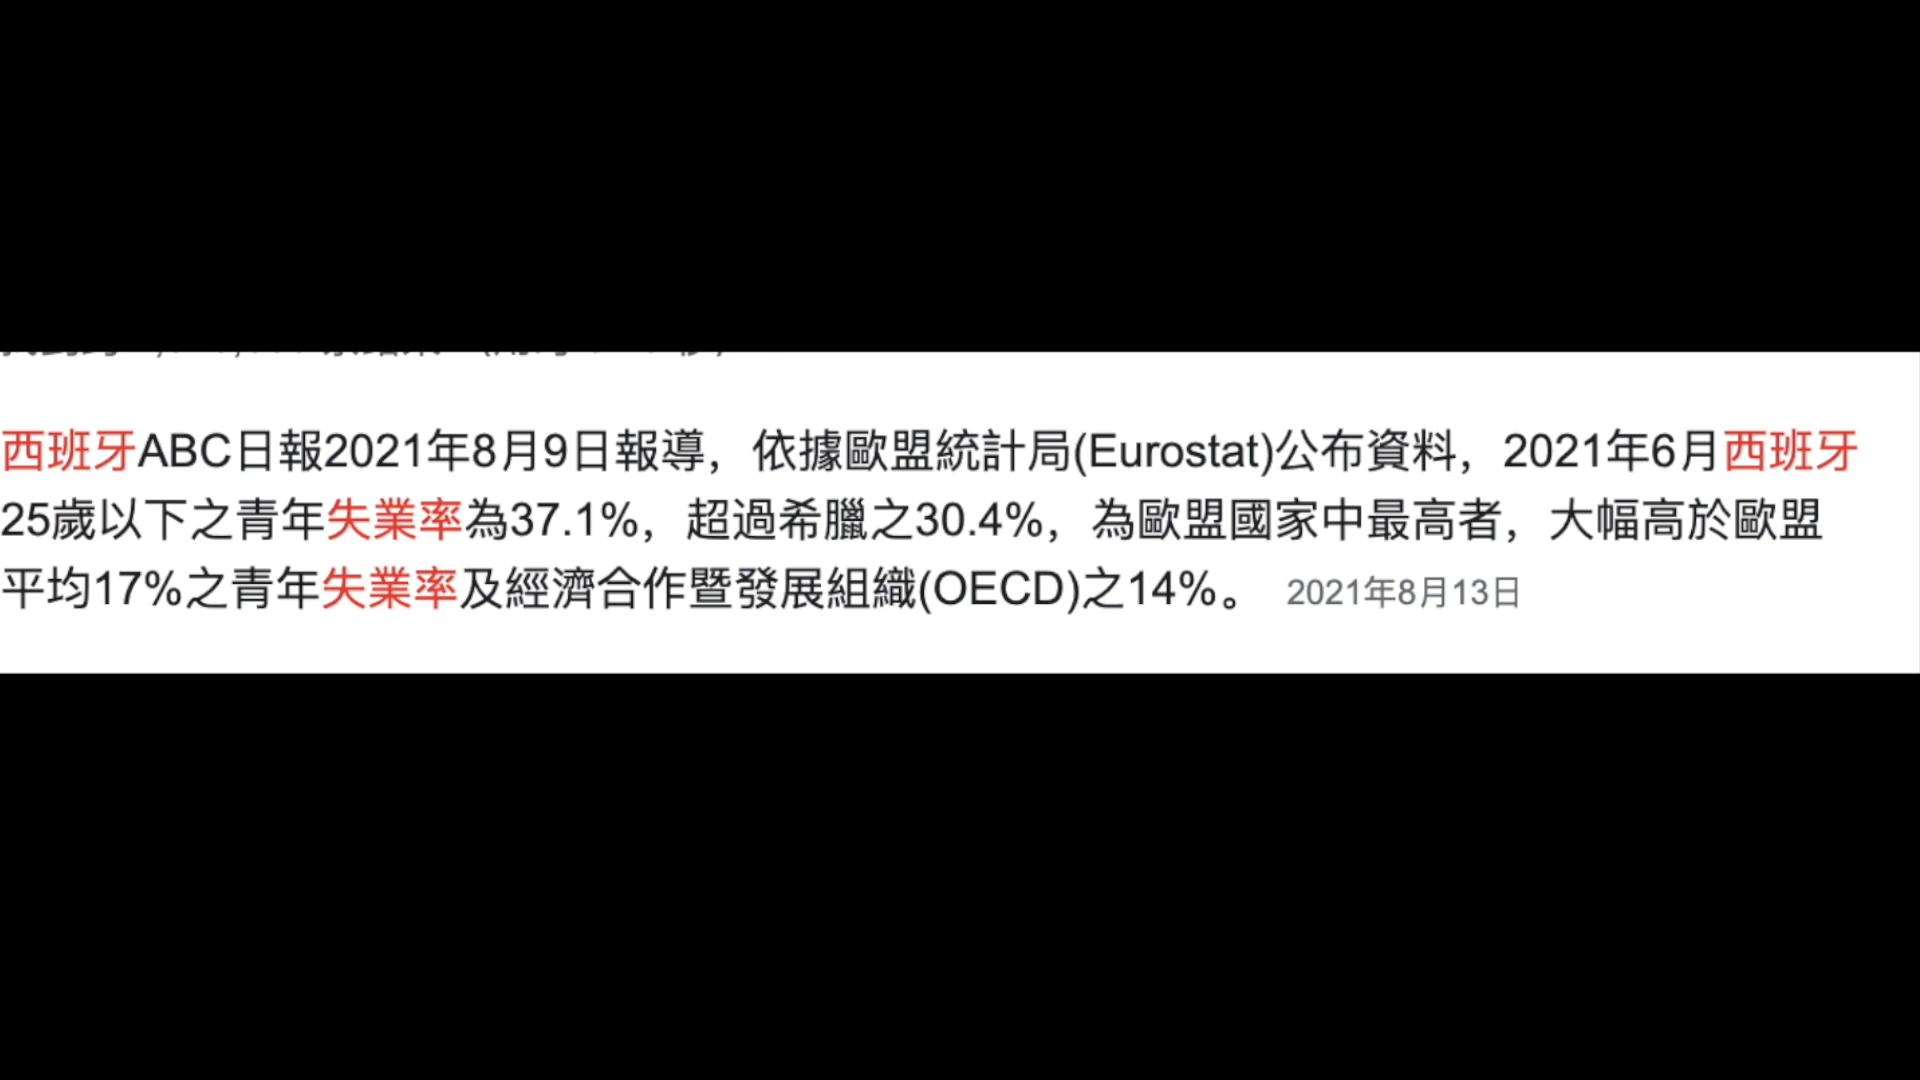 西班牙ABC日報2021年8月9日報導，依據歐盟統計局(Eurostat)公布資料，2021年6月西班牙
25歲以下之青年失業率為37.1%，超過希臘之30.4%，為歐盟國家中最高者，大幅高於歐盟
平均17%之青年失業率及經濟合作暨發展組織(OECD)之14%。 2021年8月13日